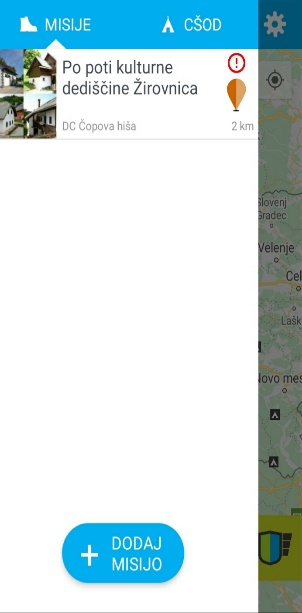 MISIJE
CŠOD
Po poti kulturne
dediščine Žirovnica
DC Čopova hiša
2 km
Slovenj
Gradec
Velenje
Cel
Lašk
Novo mes
+ DODAJ
MISIJO